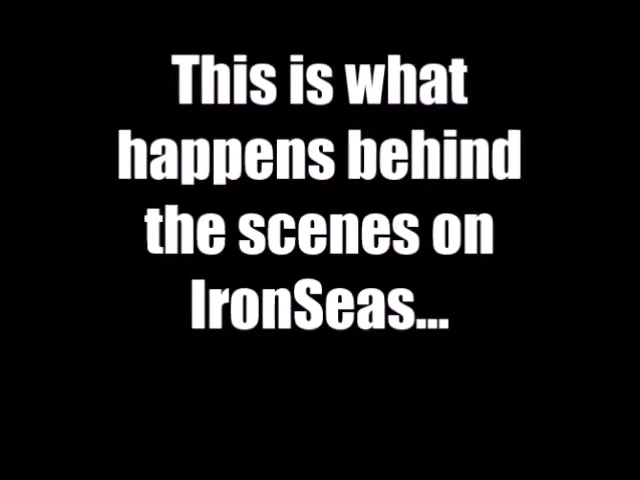 This is what
happens behind
the scenes on
IronSeas...